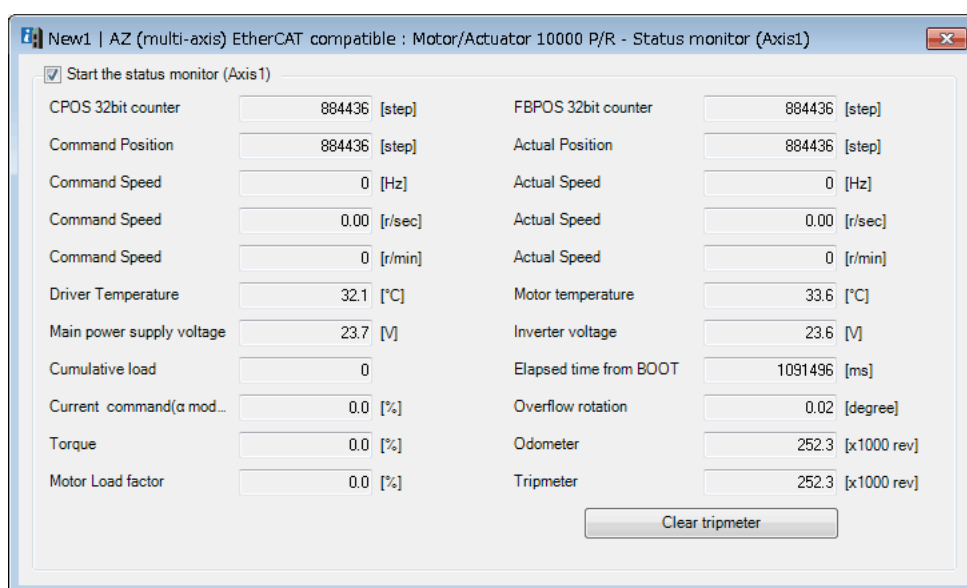 New1 | AZ (multi-axis) EtherCAT compatible : Motor/Actuator 10000 P/R - Status monitor (Axis1)
Start the status monitor (Axis1)
CPOS 32bit counter 884436 [step] FBPOS 32bit counter 884436 [step]
Command Position 884436 [step] Actual Position 884436 [step]
Command Speed 0 [Hz] Actual Speed 0 [Hz]
Command Speed 0.00 [r/sec] Actual Speed 0.00 [r/sec]
Command Speed 0 [r/min] Actual Speed 0 [r/min]
Driver Temperature 32.1 [°C] Motor temperature 33.6 [°C]
Main power supply voltage 23.7 [V] Inverter voltage 23.6 [V]
Cumulative load 0 Elapsed time from BOOT 1091496 [ms]
Current command(α mod... 0.0 [%] Overflow rotation 0.02 [degree]
Torque 0.0 [%] Odometer 252.3 [x1000 rev]
Motor Load factor 0.0 [%] Tripmeter 252.3 [x1000 rev]
Clear tripmeter